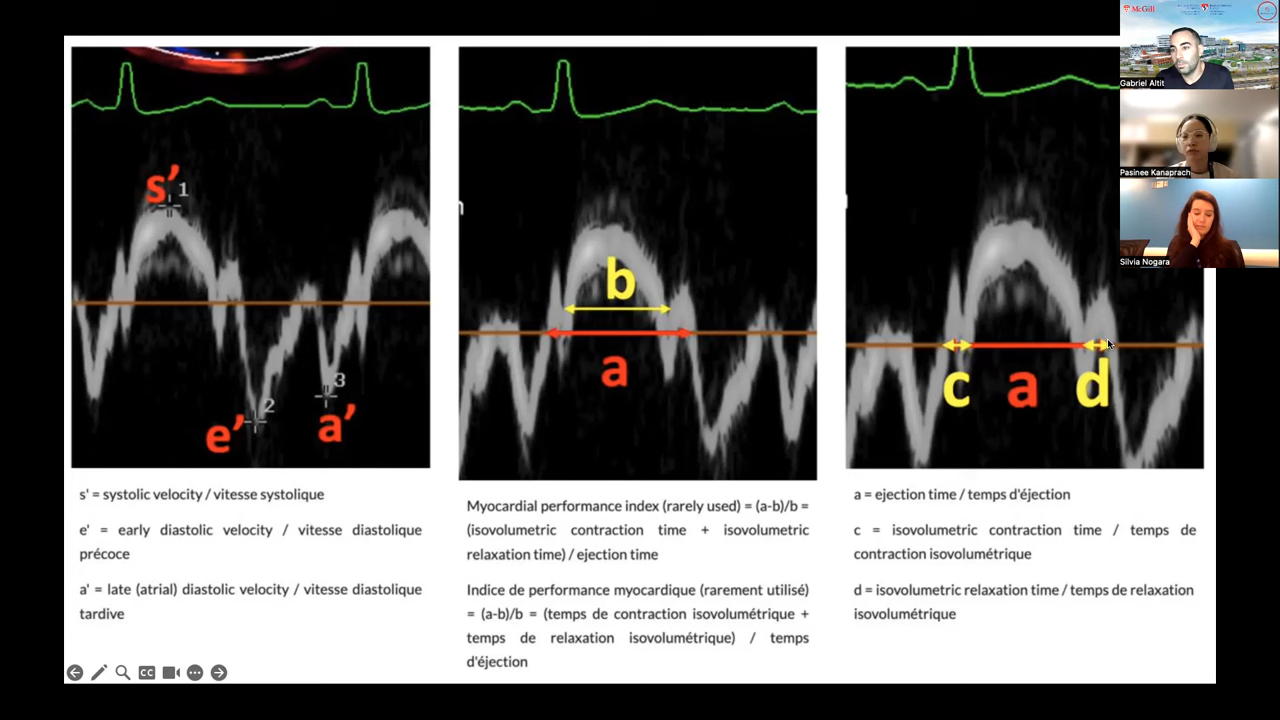 McGill
Gabriel Altit
Pasinee Kanaprach
Silvia Nogara
s' 1
e' 2
a' 3
b
a
c a d
s' = systolic velocity / vitesse systolique
e' = early diastolic velocity / vitesse diastolique
précoce
a' = late (atrial) diastolic velocity / vitesse diastolique
tardive
Myocardial performance index (rarely used) = (a-b)/b =
(isovolumetric contraction time + isovolumetric
relaxation time) / ejection time
Indice de performance myocardique (rarement utilisé)
= (a-b)/b = (temps de contraction isovolumétrique +
temps de relaxation isovolumétrique) / temps
d'éjection
a = ejection time / temps d'éjection
c = isovolumetric contraction time / temps de
contraction isovolumétrique
d = isovolumetric relaxation time / temps de relaxation
isovolumétrique
CC